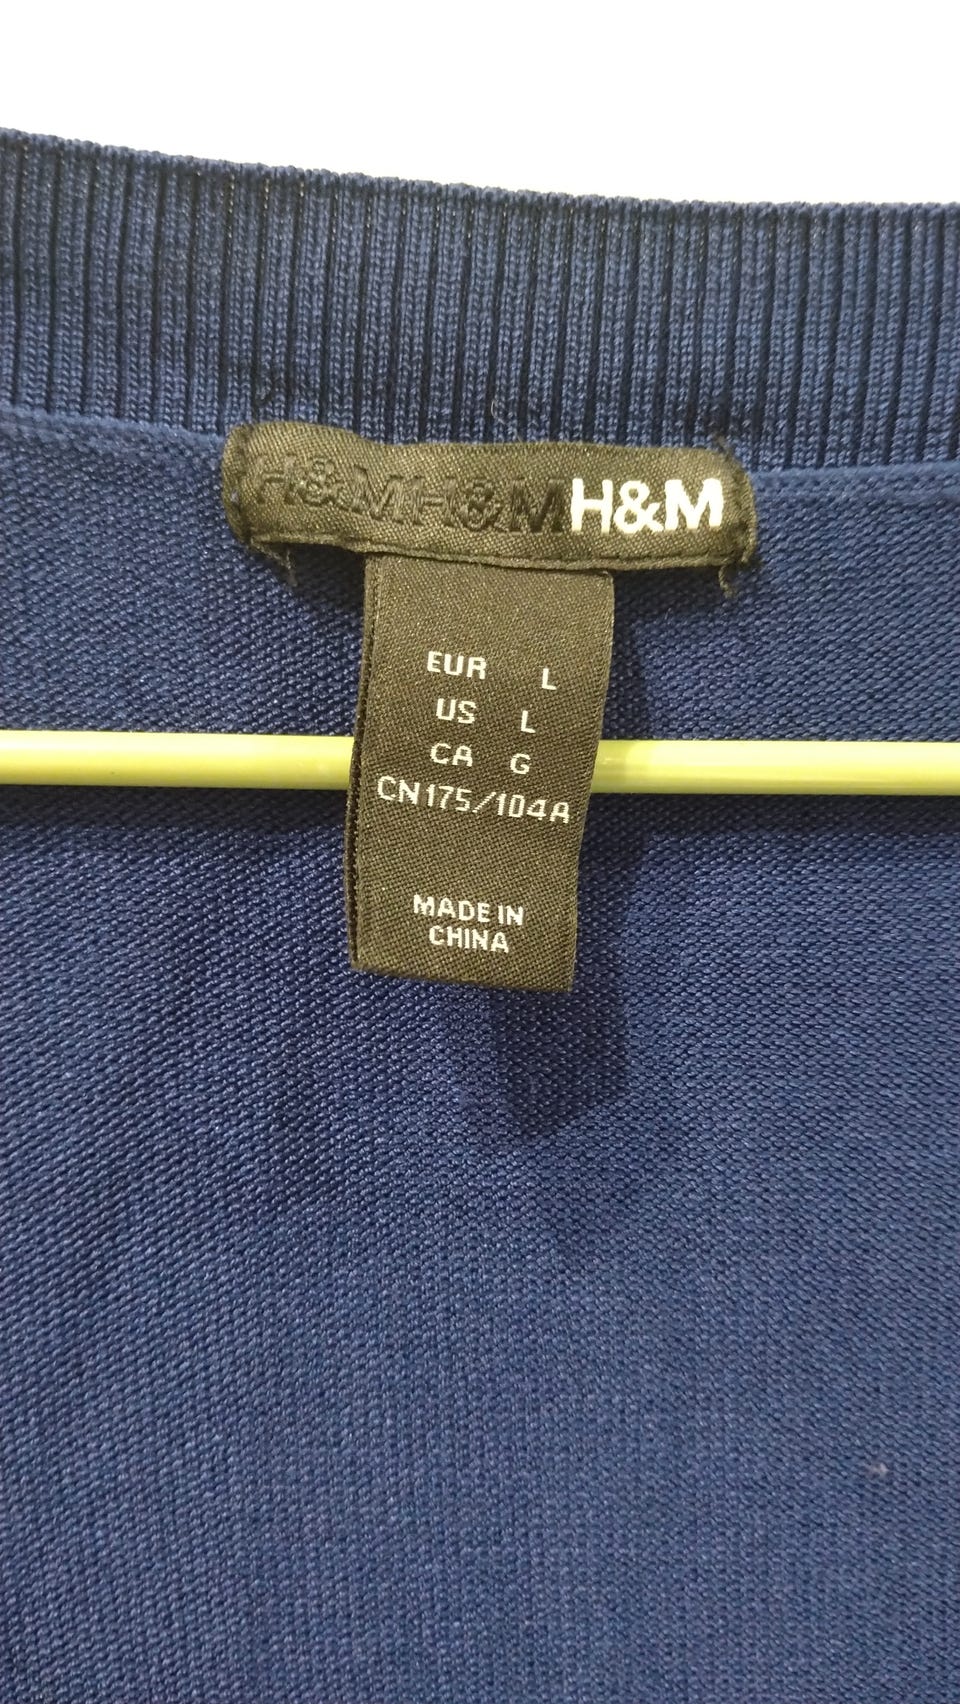 H&MH&MH&M
EUR L
US L
CA G
CN175/104A
MADE IN
CHINA